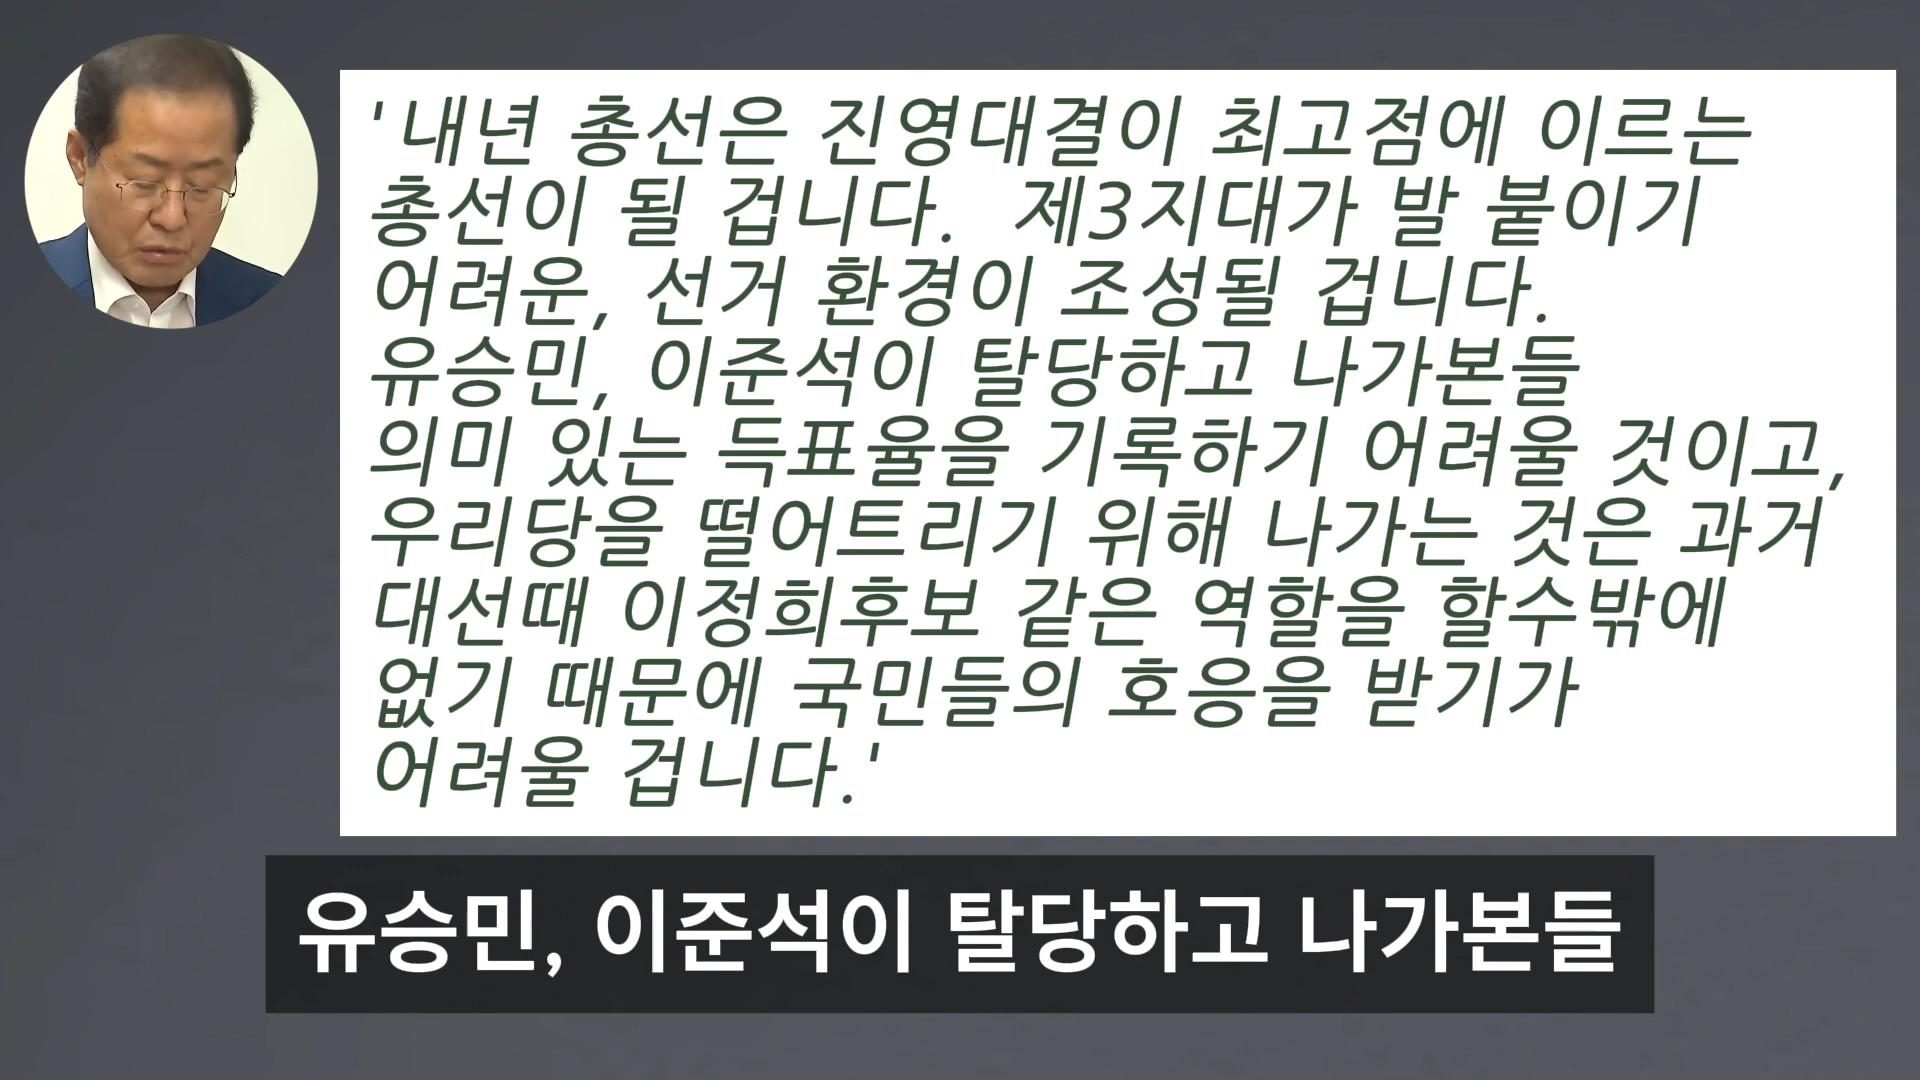 '내년 총선은 진영대결이 최고점에 이르는
총선이 될 겁니다. 제3지대가 발 붙이기
어려운, 선거 환경이 조성될 겁니다.
유승민, 이준석이 탈당하고 나가본들
의미 있는 득표율을 기록하기 어려울 것이고,
우리당을 떨어트리기 위해 나가는 것은 과거
대선때 이정희후보 같은 역할을 할수밖에
없기 때문에 국민들의 호응을 받기가
어려울 겁니다.'
유승민, 이준석이 탈당하고 나가본들